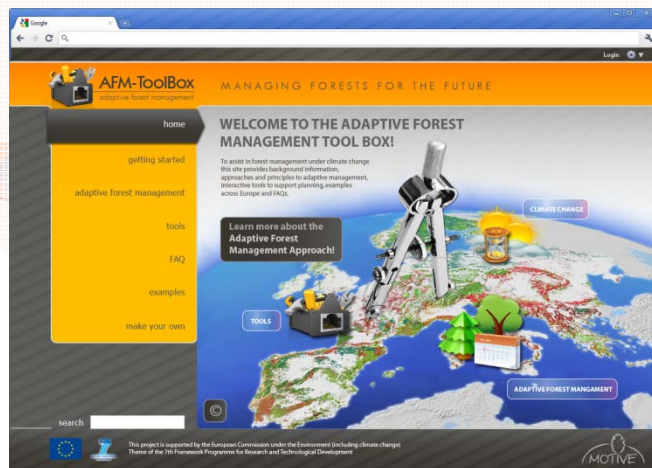 Google
Login
AFM-ToolBox
adaptive forest management
MANAGING FORESTS FOR THE FUTURE
home
getting started
adaptive forest management
tools
FAQ
examples
make your own
search
WELCOME TO THE ADAPTIVE FOREST
MANAGEMENT TOOL BOX!
To assist in forest management under climate change
this site provides background information,
approaches and principles to adaptive management,
interactive tools to support planning, examples
across Europe and FAQs.
Learn more about the
Adaptive Forest
Management Approach!
CLIMATE CHANGE
TOOLS
ADAPTIVE FOREST MANGAMENT
©
This project is supported by the European Commission under the Environment (including climate change)
Theme of the 7th Framework Programme for Research and Technological Development
MOTIVE